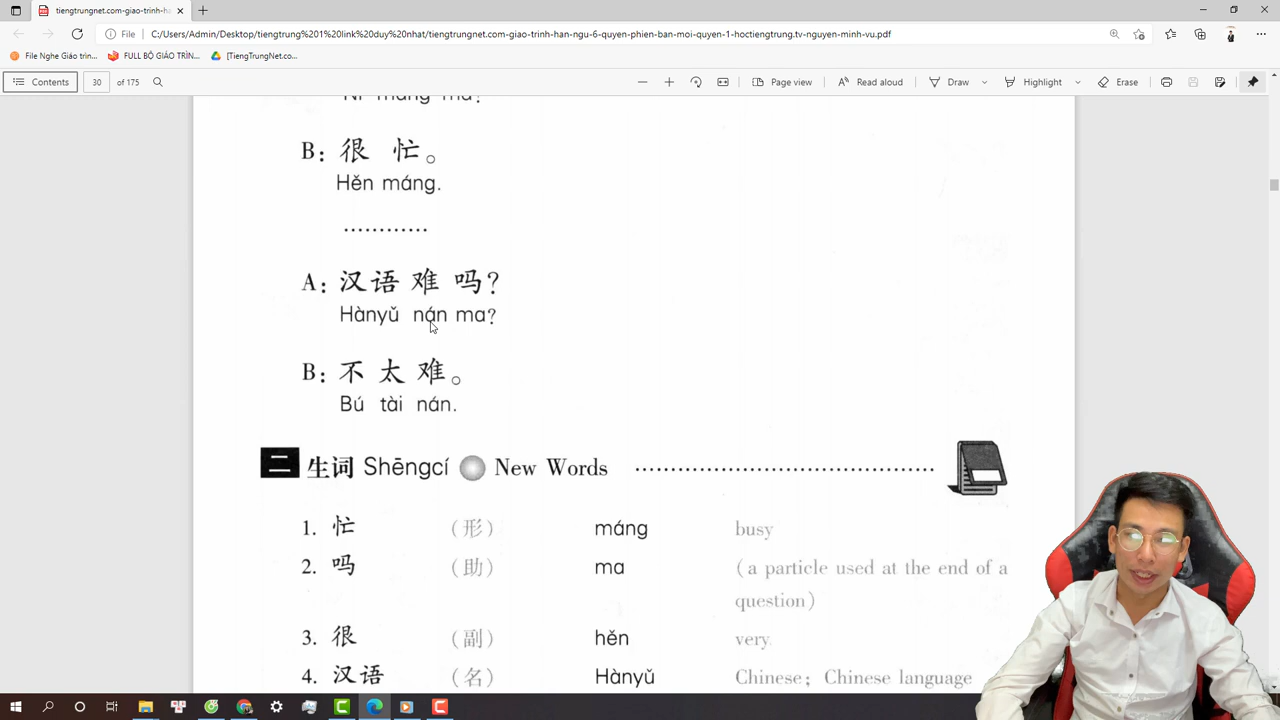 tiengtrungnet.com-giao-trinh-ha
File
C:/Users/Admin/Desktop/tiengtrung%201%20link%20duy%20nhat/tiengtrungnet.com-giao-trinh-han-ngu-6-quyen-phien-ban-moi-quyen-1-hoctiengtrung.tv-nguyen-minh-vu.pdf
File Nghe Giáo trin... FULL BỘ GIÁO TRÌN... [TiengTrungNet.co...
Contents 30 of 175 Page view Read aloud Draw Highlight Erase
Nǐ máng ma?
B: 很 忙。
Hěn máng.
············
A: 汉语 难 吗?
Hànyǔ nán ma?
B: 不 太 难。
Bú tài nán.
二 生词 Shēngcí New Words
1. 忙 (形) máng busy
2. 吗 (助) ma (a particle used at the end of a
question)
3. 很 (副) hěn very
4. 汉语 (名) Hànyǔ Chinese; Chinese language